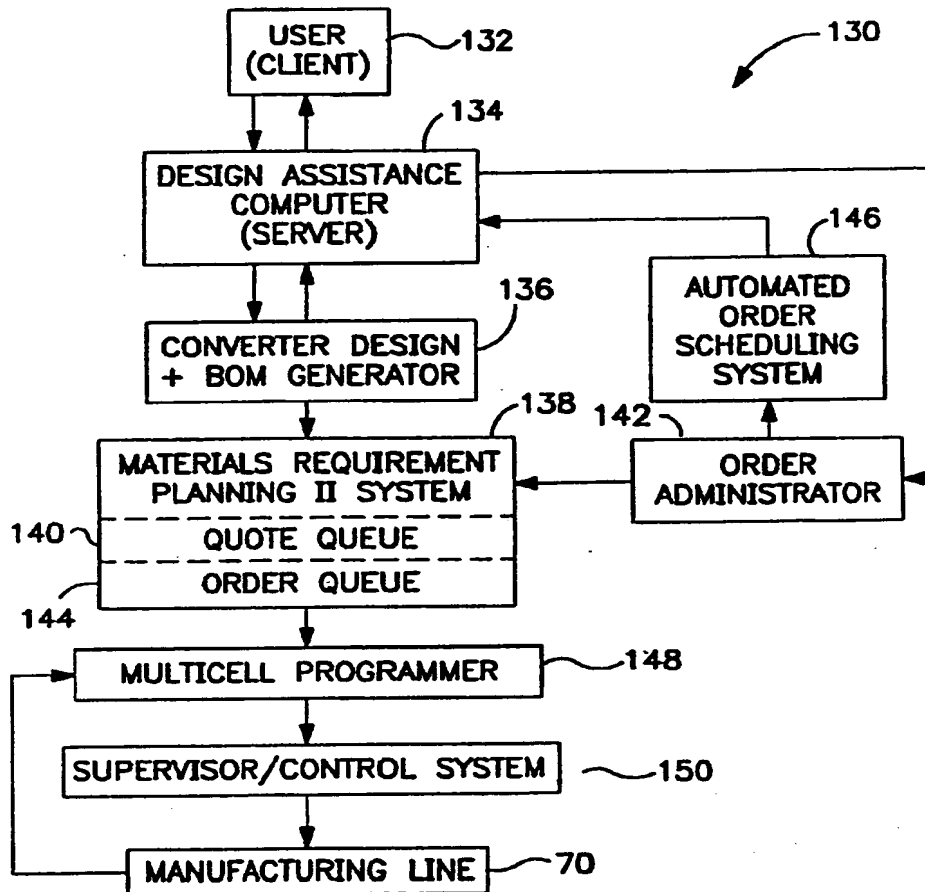 USER
(CLIENT)
132
130
134
DESIGN ASSISTANCE
COMPUTER
(SERVER)
146
AUTOMATED
ORDER
SCHEDULING
SYSTEM
136
CONVERTER DESIGN
+ BOM GENERATOR
138
142
MATERIALS REQUIREMENT
PLANNING II SYSTEM
ORDER
ADMINISTRATOR
140
QUOTE QUEUE
ORDER QUEUE
144
MULTICELL PROGRAMMER
148
SUPERVISOR/CONTROL SYSTEM
150
MANUFACTURING LINE
70